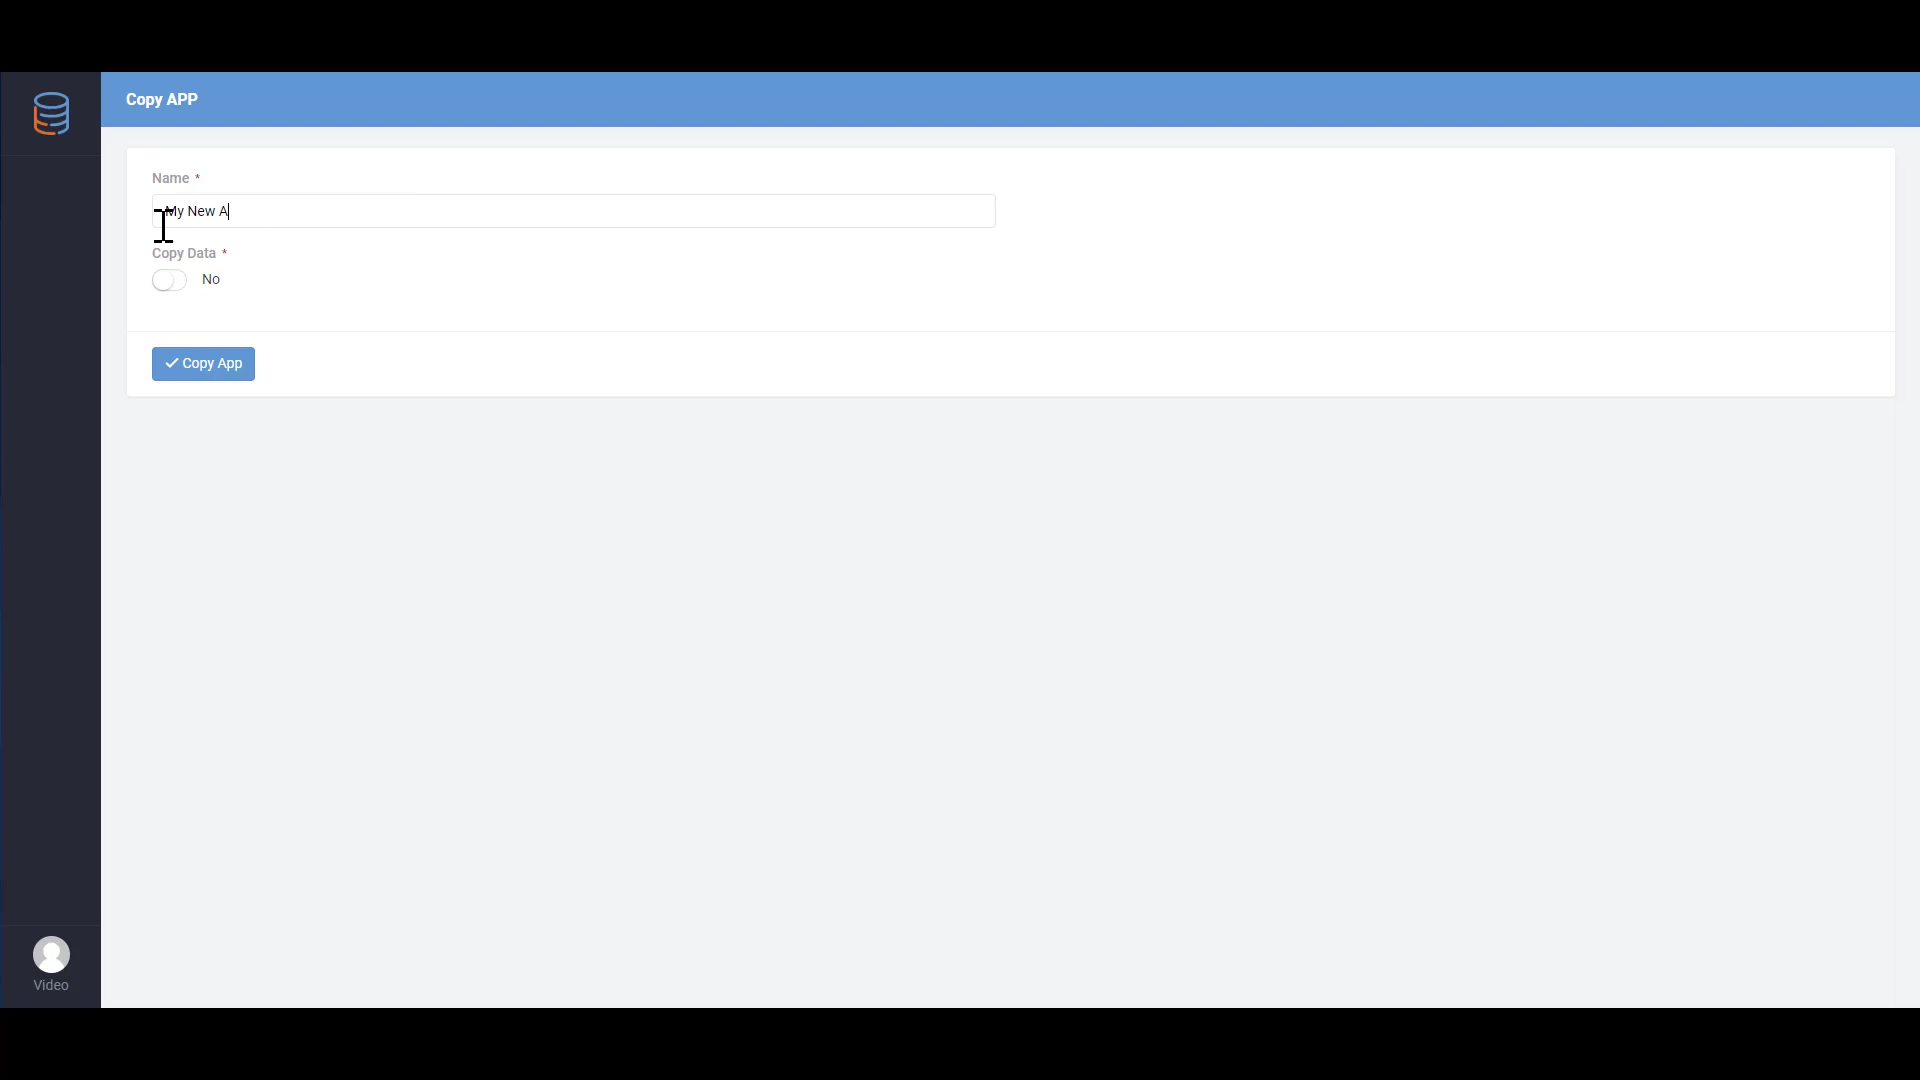 Copy APP
Name *
My New A
Copy Data *
No
Copy App
Video